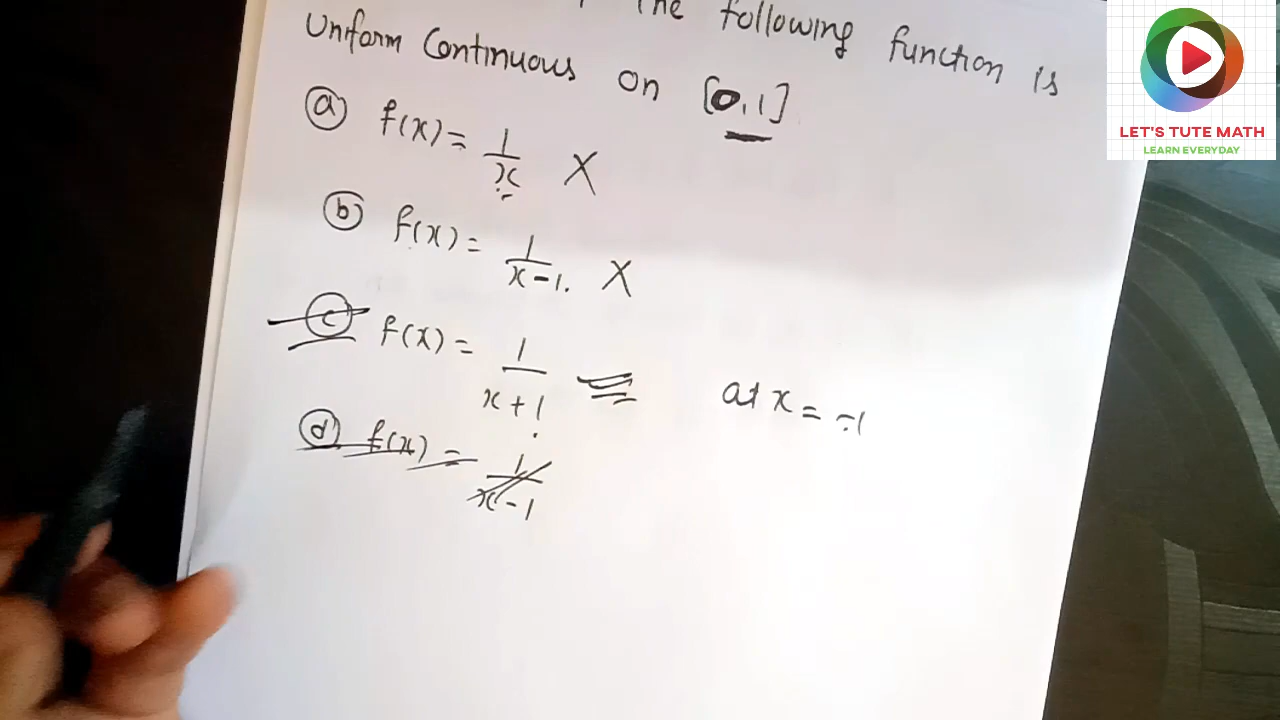 The following function is
Uniform Continuous on [0,1]
(a) f(x) = 1/x X
(b) f(x) = 1/x-1. X
(c) f(x) = 1/x+1
at x = -1
(d) f(x) = 1/x-1
LET'S TUTE MATH
LEARN EVERYDAY